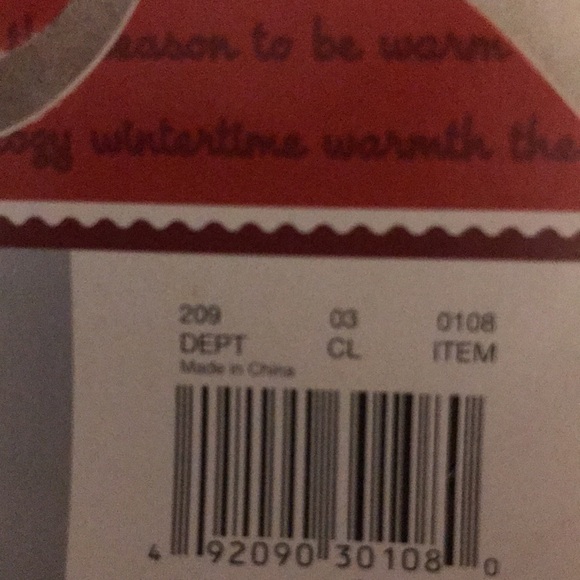 season to be warm
cozy wintertime warmth the
209 03 0108
DEPT CL ITEM
Made in China
4 92090 30108 0